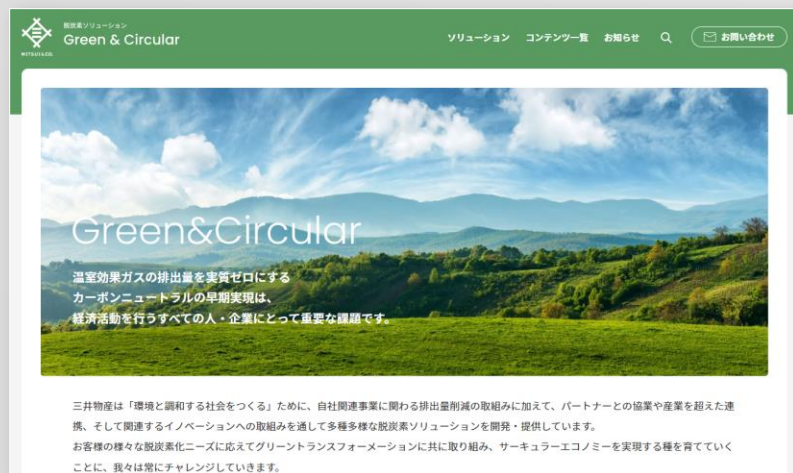 脱炭素ソリューション
Green & Circular
MITSUI&CO.
ソリューション コンテンツ一覧 お知らせ お問い合わせ
Green&Circular
温室効果ガスの排出量を実質ゼロにする
カーボンニュートラルの早期実現は、
経済活動を行うすべての人・企業にとって重要な課題です。
三井物産は「環境と調和する社会をつくる」ために、自社関連事業に関わる排出量削減の取組みに加えて、パートナーとの協業や産業を超えた連
携、そして関連するイノベーションへの取組みを通して多種多様な脱炭素ソリューションを開発・提供しています。
お客様の様々な脱炭素化ニーズに応えてグリーントランスフォーメーションに共に取り組み、サーキュラーエコノミーを実現する種を育てていく
ことに、我々は常にチャレンジしていきます。